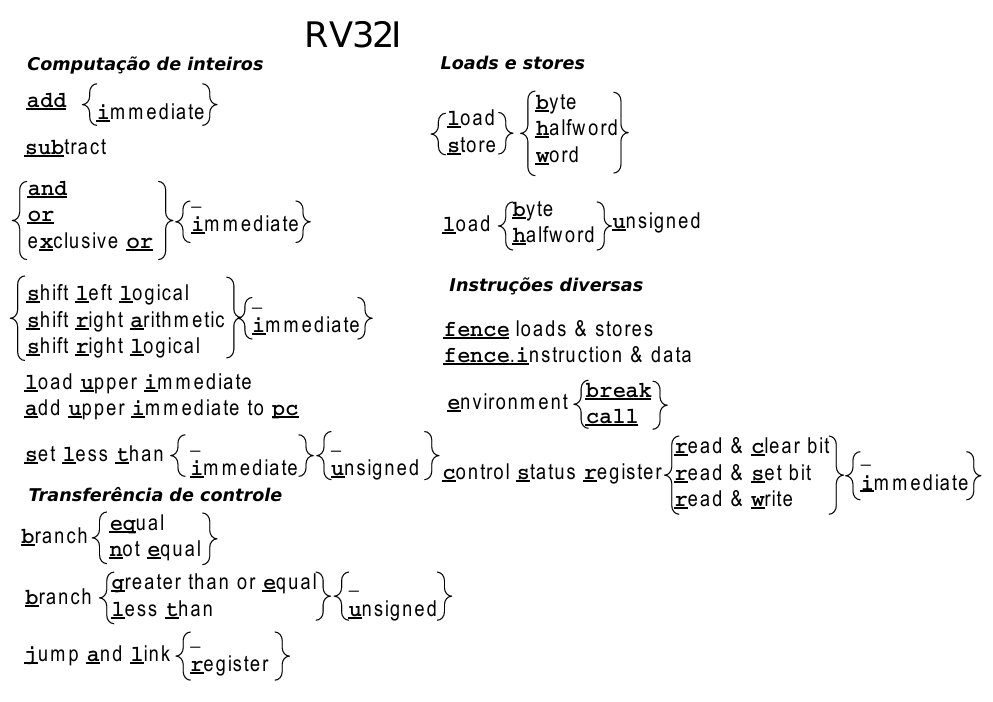 RV32I
Computação de inteiros
add
immediate
subtract
and
or
exclusive or
_
immediate
shift left logical
shift right arithmetic
shift right logical
_
immediate
load upper immediate
add upper immediate to pc
set less than
_
immediate
_
unsigned
Transferência de controle
branch
equal
not equal
branch
greater than or equal
less than
_
unsigned
jump and link
_
register
Loads e stores
load
store
byte
halfword
word
load
byte
halfword
unsigned
Instruções diversas
fence loads & stores
fence.instruction & data
environment
break
call
control status register
read & clear bit
read & set bit
read & write
_
immediate